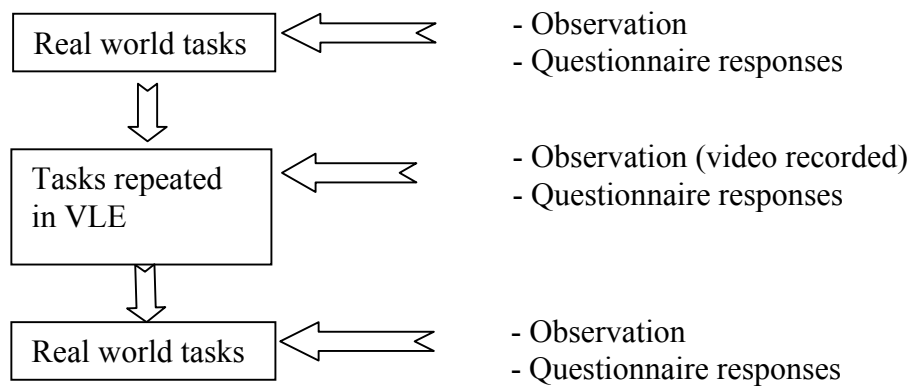 Real world tasks
- Observation
- Questionnaire responses
Tasks repeated
in VLE
- Observation (video recorded)
- Questionnaire responses
Real world tasks
- Observation
- Questionnaire responses